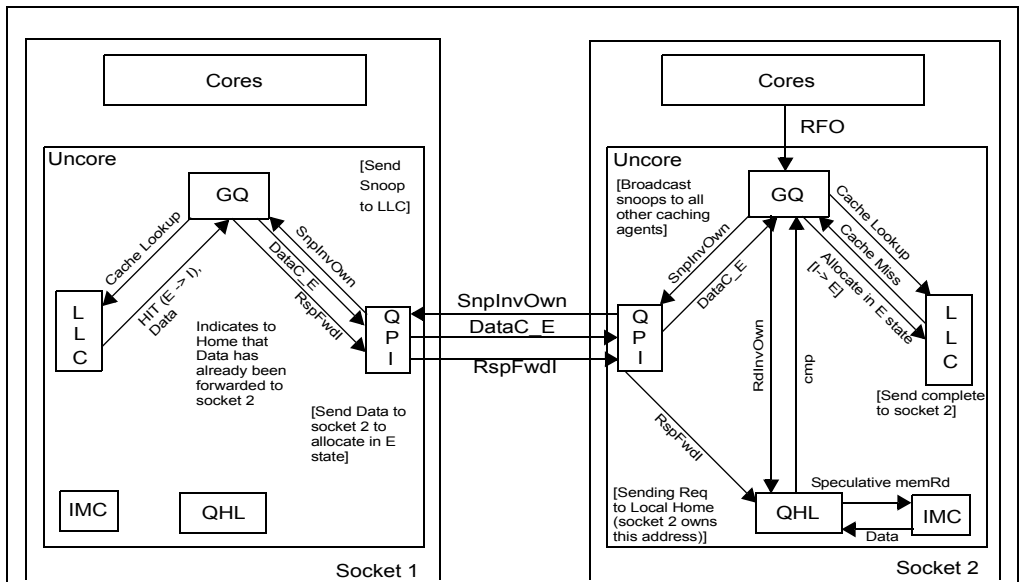 Cores
Uncore
[Send
Snoop
to LLC]
GQ
Cache Lookup
HIT (E -> I),
Data
SnpInvOwn
DataC_E
RspFwdI
L
L
C
Indicates to
Home that
Data has
already been
forwarded to
socket 2
Q
P
I
[Send Data to
socket 2 to
allocate in E
state]
IMC
QHL
Socket 1
SnpInvOwn
DataC_E
RspFwdI
Cores
RFO
Uncore
[Broadcast
snoops to all
other caching
agents]
GQ
Cache Lookup
Cache Miss
Allocate in E state
[I-> E]
SnpInvOwn
DataC_E
Q
P
I
L
L
C
RdInvOwn
cmp
[Send complete
to socket 2]
RspFwdI
[Sending Req
to Local Home
(socket 2 owns
this address)]
Speculative memRd
QHL
IMC
Data
Socket 2